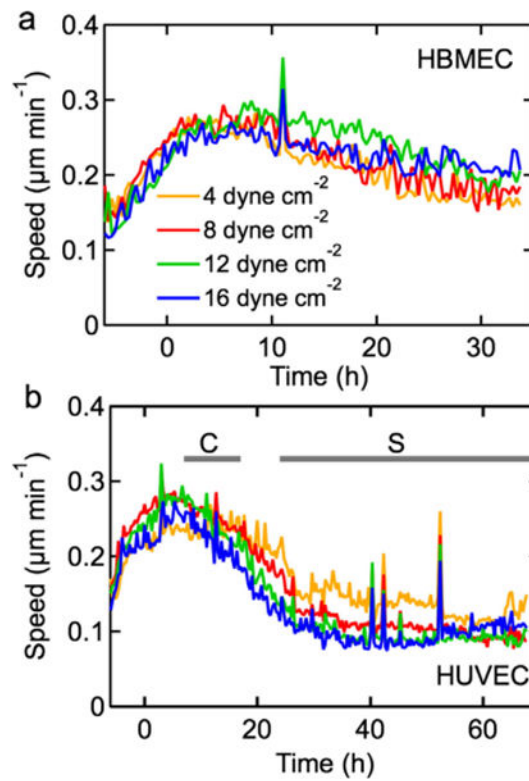 a
HBMEC
0.4
0.3
0.2
0.1
0
Speed (µm min⁻¹)
4 dyne cm⁻²
8 dyne cm⁻²
12 dyne cm⁻²
16 dyne cm⁻²
0 10 20 30
Time (h)
b
C S
0.4
0.3
0.2
0.1
0
Speed (µm min⁻¹)
HUVEC
0 20 40 60
Time (h)